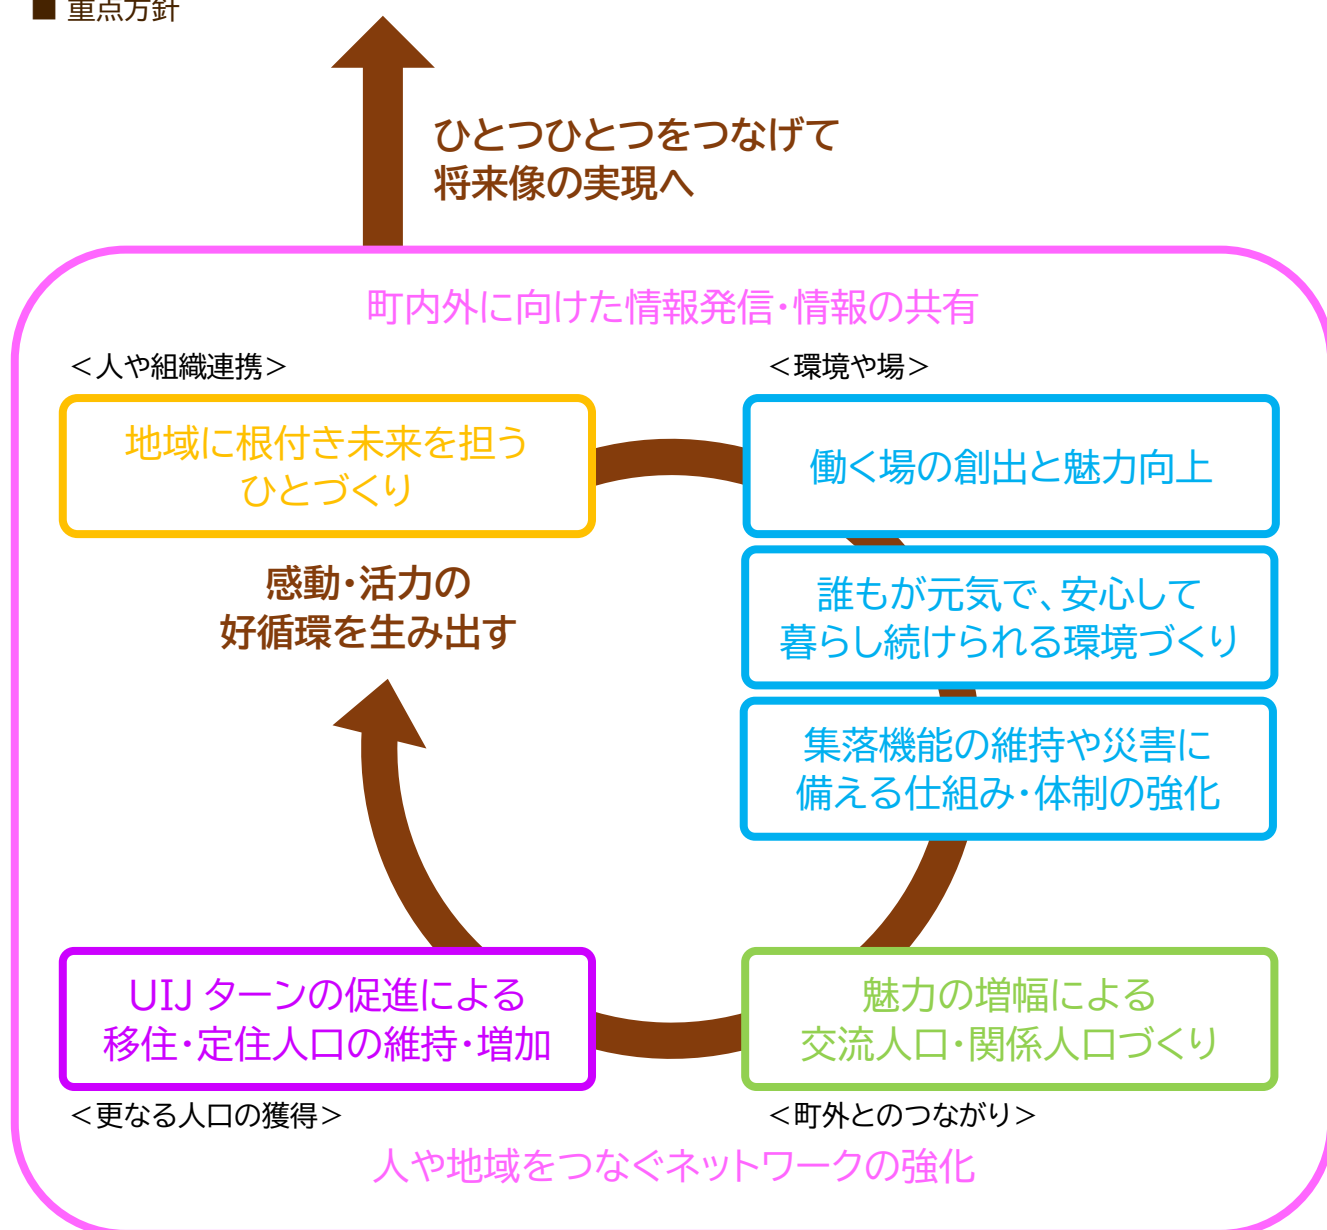 ■ 重点方針
ひとつひとつをつなげて
将来像の実現へ
町内外に向けた情報発信・情報の共有
＜人や組織連携＞
地域に根付き未来を担う
ひとづくり
＜環境や場＞
働く場の創出と魅力向上
誰もが元気で、安心して
暮らし続けられる環境づくり
集落機能の維持や災害に
備える仕組み・体制の強化
感動・活力の
好循環を生み出す
UIJ ターンの促進による
移住・定住人口の維持・増加
＜更なる人口の獲得＞
魅力の増幅による
交流人口・関係人口づくり
＜町外とのつながり＞
人や地域をつなぐネットワークの強化